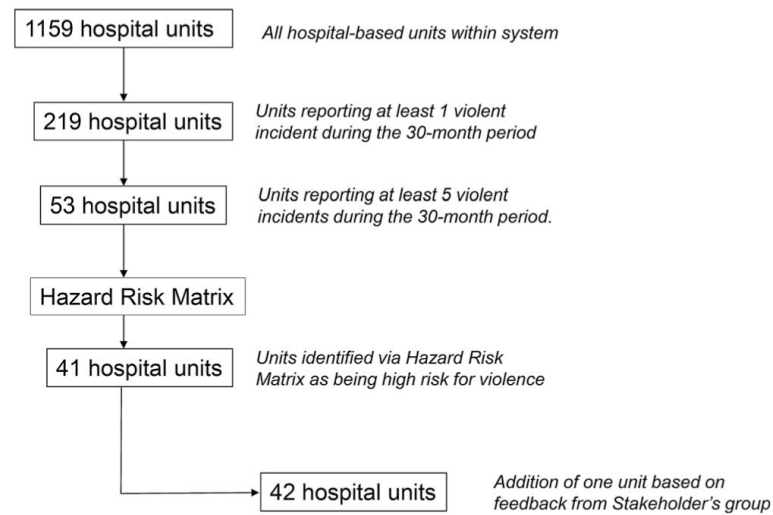 1159 hospital units
All hospital-based units within system
219 hospital units
Units reporting at least 1 violent
incident during the 30-month period
53 hospital units
Units reporting at least 5 violent
incidents during the 30-month period.
Hazard Risk Matrix
41 hospital units
Units identified via Hazard Risk
Matrix as being high risk for violence
42 hospital units
Addition of one unit based on
feedback from Stakeholder's group